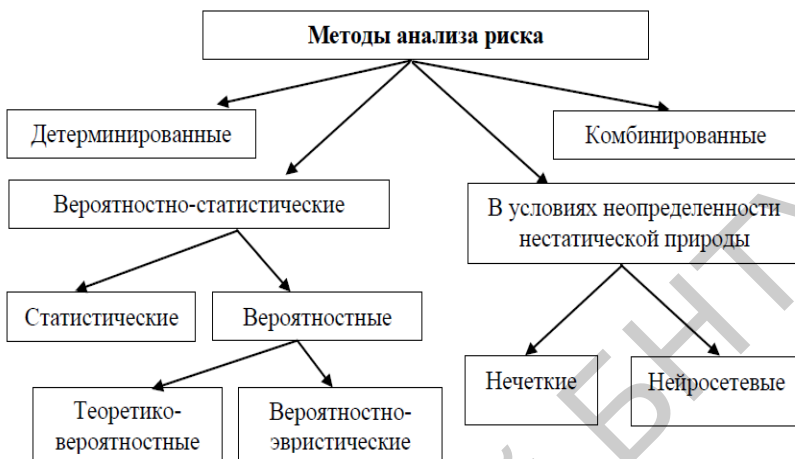 Методы анализа риска
Детерминированные
Комбинированные
Вероятностно-статистические
В условиях неопределенности
нестатической природы
Статистические
Вероятностные
Нечеткие
Нейросетевые
Теоретико-
вероятностные
Вероятностно-
эвристические
БНТУ